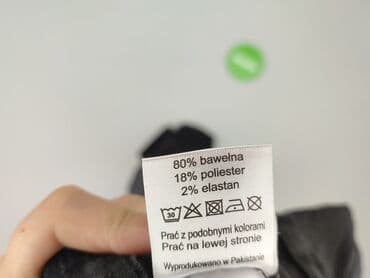 80% bawełna
18% poliester
2% elastan
30
Prać z podobnymi kolorami
Prać na lewej stronie
Wyprodukowano w Pakistanie